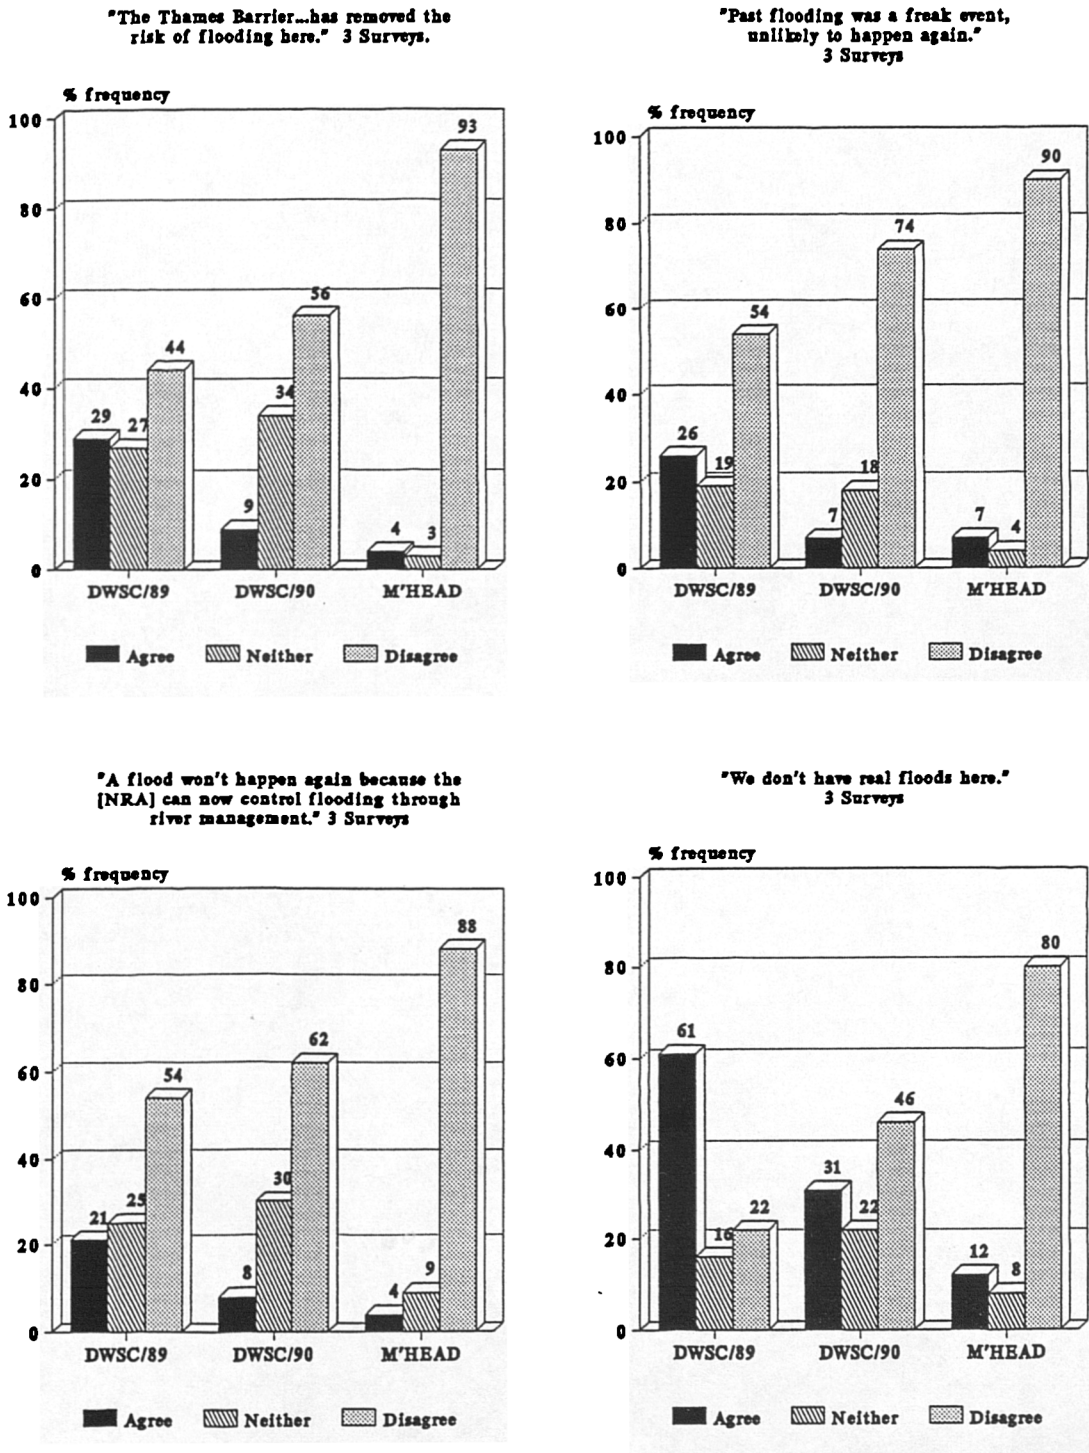 "The Thames Barrier...has removed the
risk of flooding here." 3 Surveys.
% frequency
100
80
60
40
20
0
29
27
44
9
34
56
4
3
93
DWSC/89
DWSC/90
M'HEAD
Agree
Neither
Disagree
"Past flooding was a freak event,
unlikely to happen again."
3 Surveys
% frequency
100
80
60
40
20
0
26
19
54
7
18
74
7
4
90
DWSC/89
DWSC/90
M'HEAD
Agree
Neither
Disagree
"A flood won't happen again because the
[NRA] can now control flooding through
river management." 3 Surveys
% frequency
100
80
60
40
20
0
21
25
54
8
30
62
4
9
88
DWSC/89
DWSC/90
M'HEAD
Agree
Neither
Disagree
"We don't have real floods here."
3 Surveys
% frequency
100
80
60
40
20
0
61
16
22
31
22
46
12
8
80
DWSC/89
DWSC/90
M'HEAD
Agree
Neither
Disagree